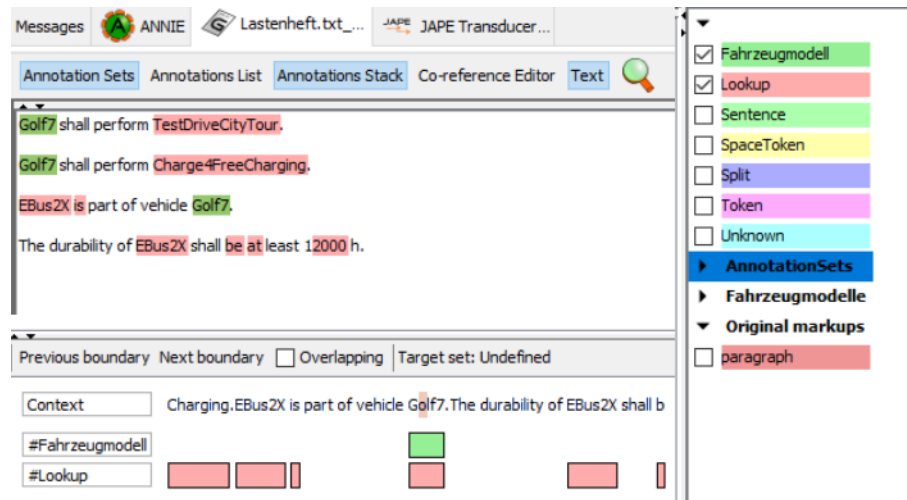 Messages ANNIE Lastenheft.txt_... JAPE JAPE Transducer...
Annotation Sets Annotations List Annotations Stack Co-reference Editor Text
Golf7 shall perform TestDriveCityTour.
Golf7 shall perform Charge4FreeCharging.
EBus2X is part of vehicle Golf7.
The durability of EBus2X shall be at least 12000 h.
Previous boundary Next boundary Overlapping Target set: Undefined
Context Charging.EBus2X is part of vehicle Golf7.The durability of EBus2X shall b
#Fahrzeugmodell
#Lookup
Fahrzeugmodell
Lookup
Sentence
SpaceToken
Split
Token
Unknown
AnnotationSets
Fahrzeugmodelle
Original markups
paragraph